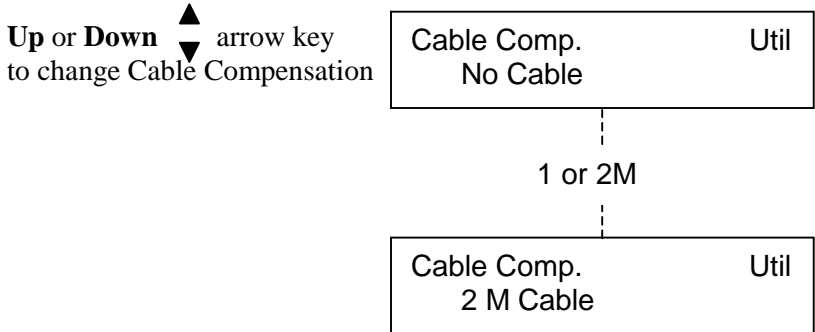 Up or Down arrow key
to change Cable Compensation
Cable Comp. Util
No Cable
1 or 2M
Cable Comp. Util
2 M Cable